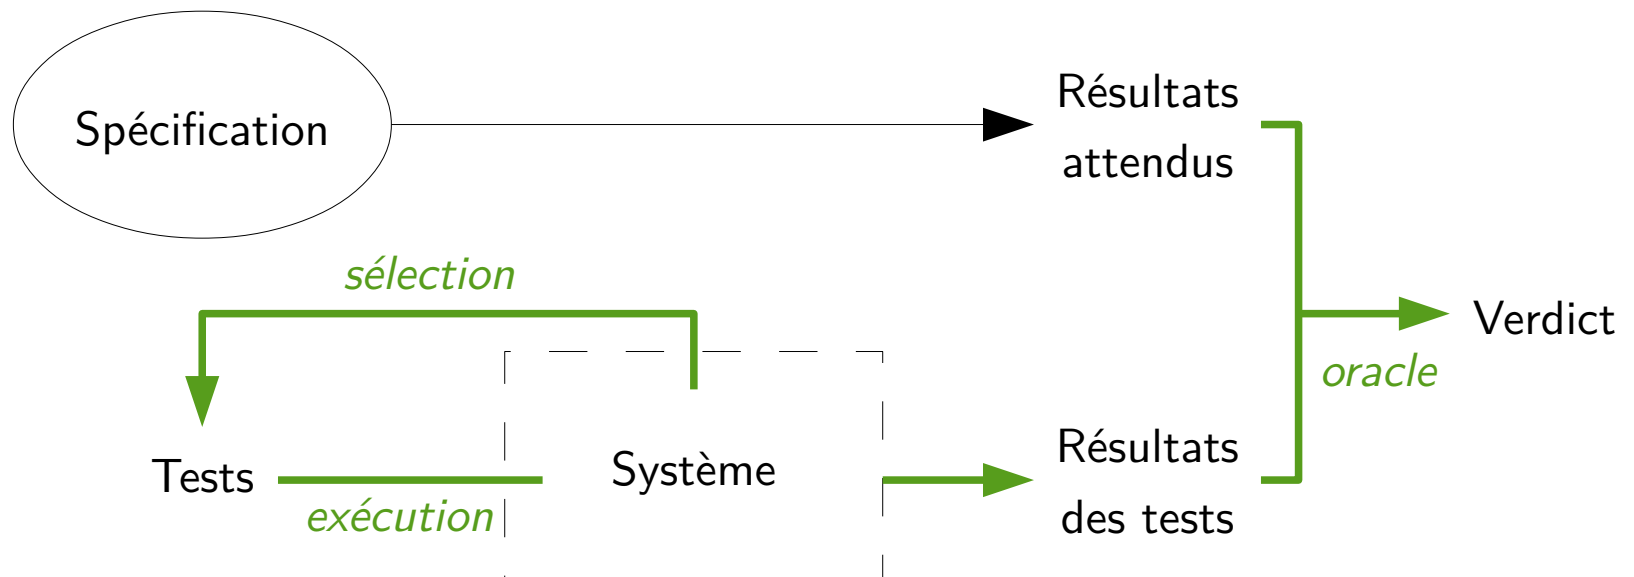 Spécification
Résultats
attendus
sélection
Verdict
oracle
Tests
exécution
Système
Résultats
des tests